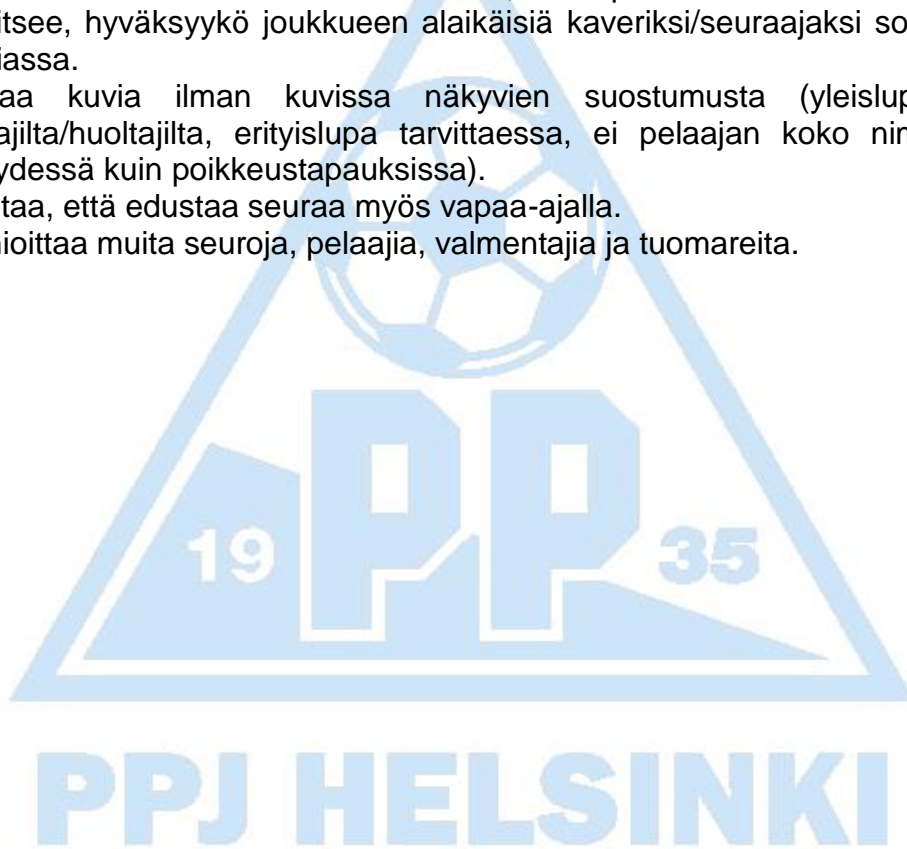 itsee, hyväksyykö joukkueen alaikäisiä kaveriksi/seuraajaksi so
iassa.
aa kuvia ilman kuvissa näkyvien suostumusta (yleislup
ajilta/huoltajilta, erityislupa tarvittaessa, ei pelaajan koko nim
ydessä kuin poikkeustapauksissa).
taa, että edustaa seuraa myös vapaa-ajalla.
ioittaa muita seuroja, pelaajia, valmentajia ja tuomareita.
PP
19 35
PPJ HELSINKI